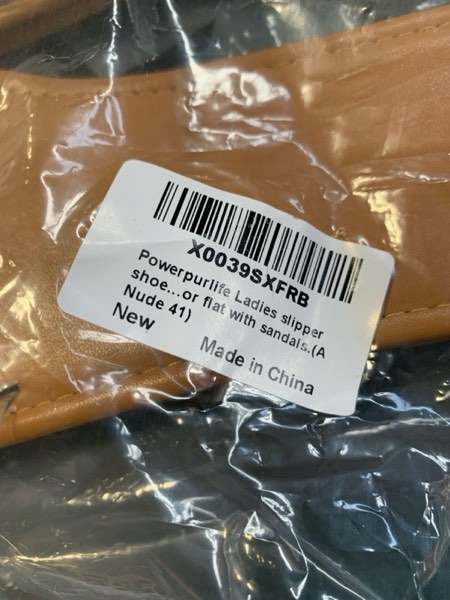 X0039SXFRB
Powerpurlife Ladies slipper
shoe...or flat with sandals.(A
Nude 41)
New
Made in China